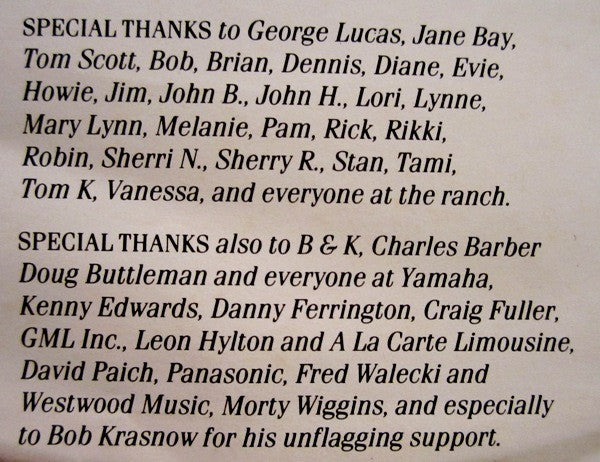 SPECIAL THANKS to George Lucas, Jane Bay,
Tom Scott, Bob, Brian, Dennis, Diane, Evie,
Howie, Jim, John B., John H., Lori, Lynne,
Mary Lynn, Melanie, Pam, Rick, Rikki,
Robin, Sherri N., Sherry R., Stan, Tami,
Tom K, Vanessa, and everyone at the ranch.
SPECIAL THANKS also to B & K, Charles Barber
Doug Buttleman and everyone at Yamaha,
Kenny Edwards, Danny Ferrington, Craig Fuller,
GML Inc., Leon Hylton and A La Carte Limousine,
David Paich, Panasonic, Fred Walecki and
Westwood Music, Morty Wiggins, and especially
to Bob Krasnow for his unflagging support.